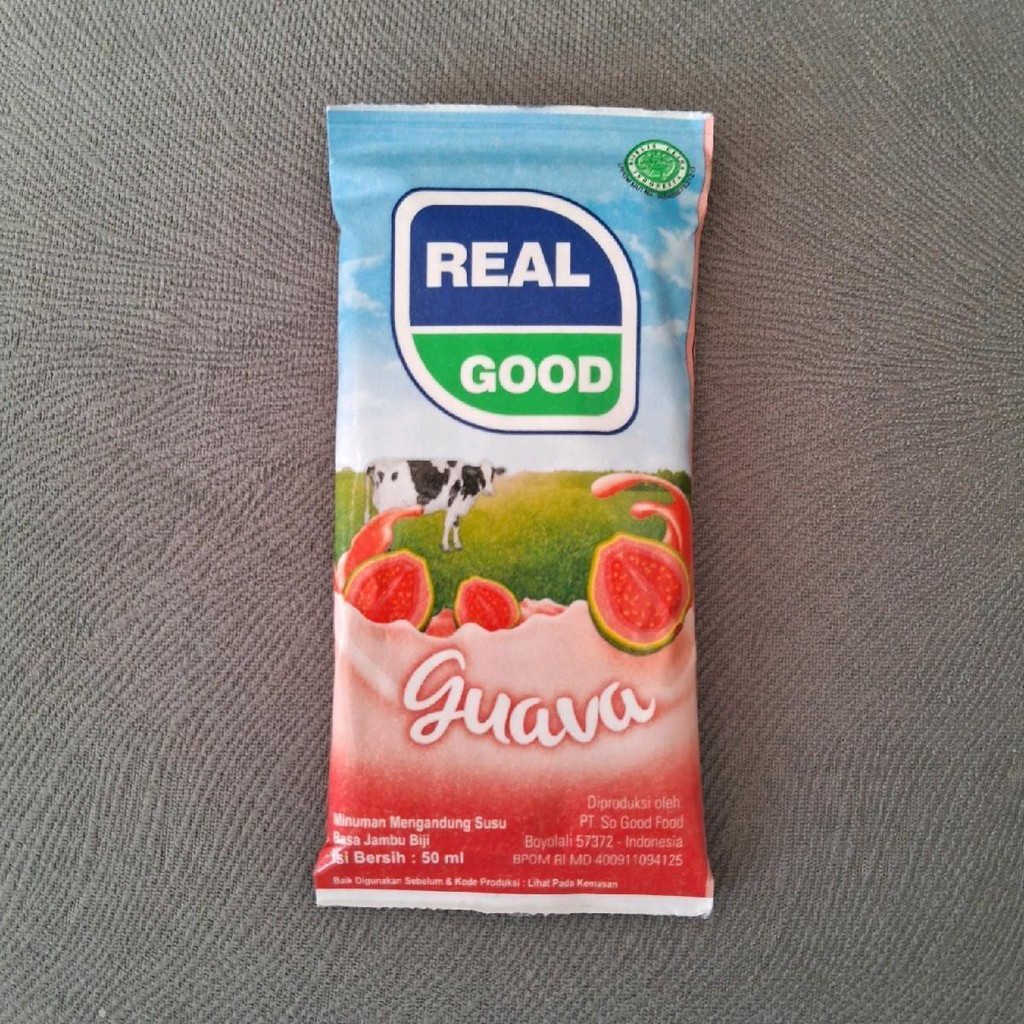 REAL
GOOD
guava
Minuman Mengandung Susu
Rasa Jambu Biji
Isi Bersih : 50 ml
Diproduksi oleh:
PT. So Good Food
Boyolali 57372 - Indonesia
BPOM RI MD 400911094125
Baik Digunakan Sebelum & Kode Produksi : Lihat Pada Kemasan